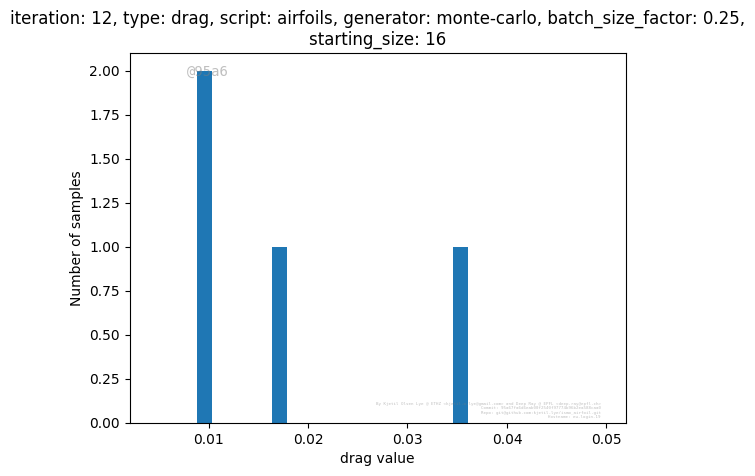 iteration: 12, type: drag, script: airfoils, generator: monte-carlo, batch_size_factor: 0.25,
starting_size: 16
@95a6
2.00
1.75
1.50
1.25
1.00
0.75
0.50
0.25
0.00
Number of samples
0.01
0.02
0.03
0.04
0.05
drag value